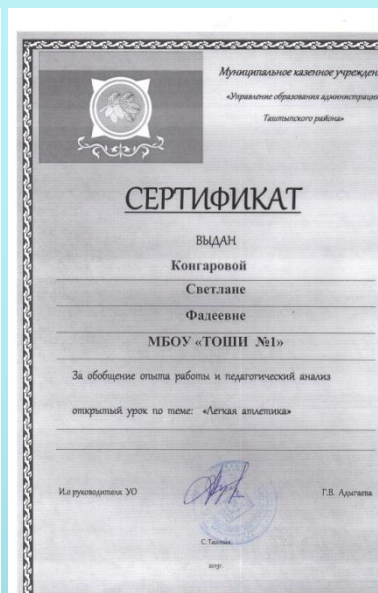 Муниципальное казенное учрежден
«Управление образования администраци
Таштыпского района»
СЕРТИФИКАТ
ВЫДАН
Конгаровой
Светлане
Фадеевне
МБОУ «ТОШИ №1»
За обобщение опыта работы и педагогический анализ
открытый урок по теме: «Легкая атлетика»
И.о руководителя УО Г.В. Адыгаева